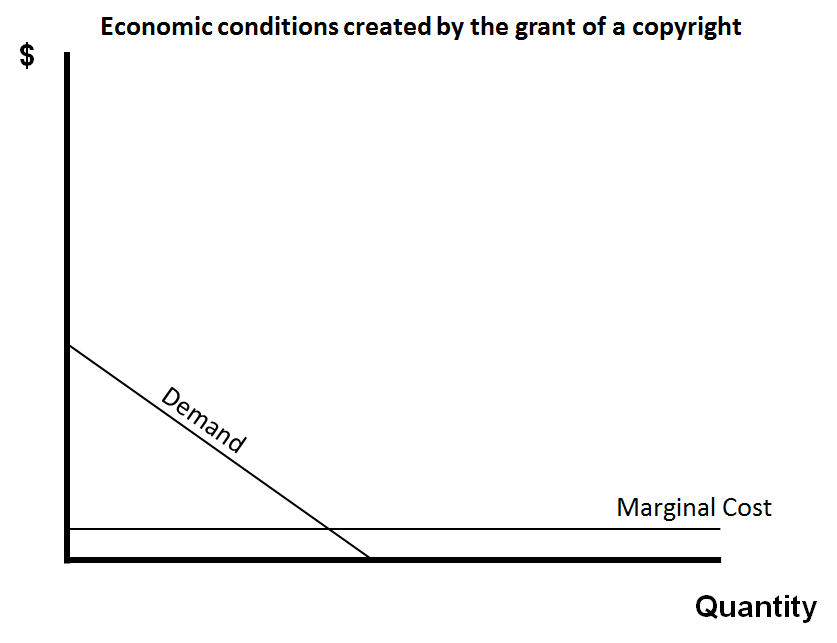 Economic conditions created by the grant of a copyright
$
Demand
Marginal Cost
Quantity